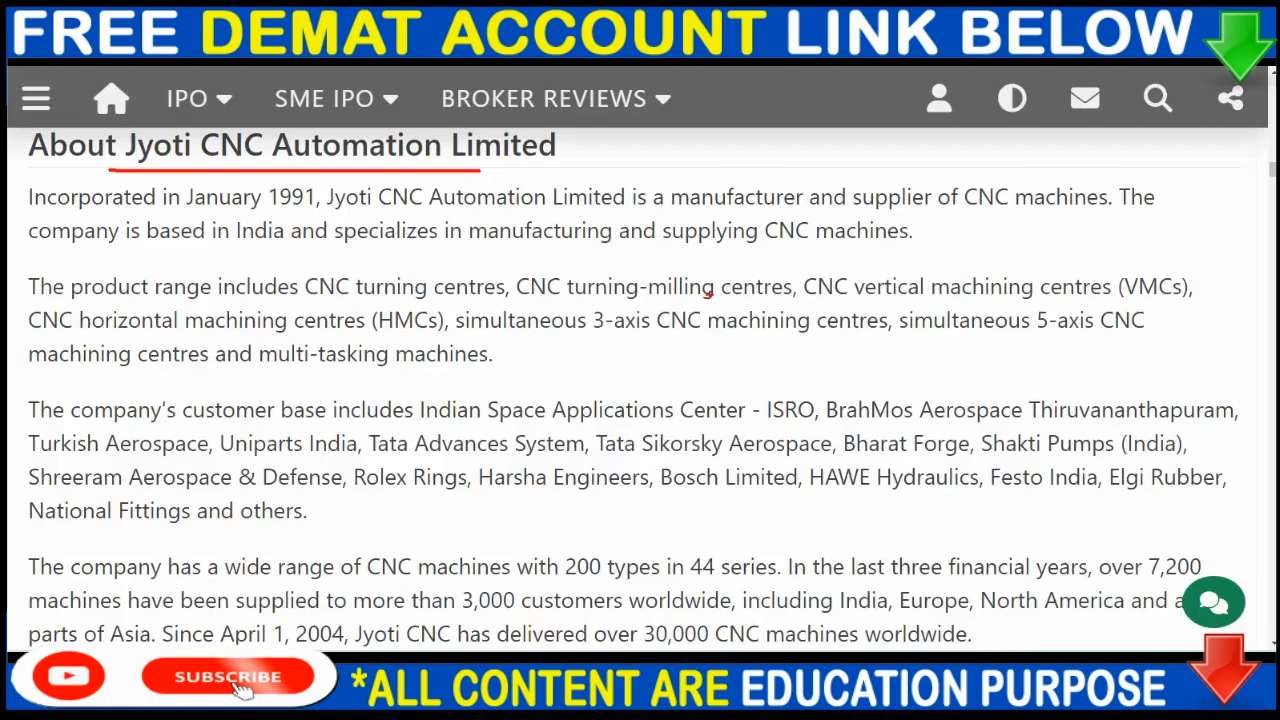 FREE DEMAT ACCOUNT LINK BELOW
IPO SME IPO BROKER REVIEWS
About Jyoti CNC Automation Limited
Incorporated in January 1991, Jyoti CNC Automation Limited is a manufacturer and supplier of CNC machines. The
company is based in India and specializes in manufacturing and supplying CNC machines.
The product range includes CNC turning centres, CNC turning-milling centres, CNC vertical machining centres (VMCs),
CNC horizontal machining centres (HMCs), simultaneous 3-axis CNC machining centres, simultaneous 5-axis CNC
machining centres and multi-tasking machines.
The company's customer base includes Indian Space Applications Center - ISRO, BrahMos Aerospace Thiruvananthapuram,
Turkish Aerospace, Uniparts India, Tata Advances System, Tata Sikorsky Aerospace, Bharat Forge, Shakti Pumps (India),
Shreeram Aerospace & Defense, Rolex Rings, Harsha Engineers, Bosch Limited, HAWE Hydraulics, Festo India, Elgi Rubber,
National Fittings and others.
The company has a wide range of CNC machines with 200 types in 44 series. In the last three financial years, over 7,200
machines have been supplied to more than 3,000 customers worldwide, including India, Europe, North America and
parts of Asia. Since April 1, 2004, Jyoti CNC has delivered over 30,000 CNC machines worldwide.
SUBSCRIBE
*ALL CONTENT ARE EDUCATION PURPOSE